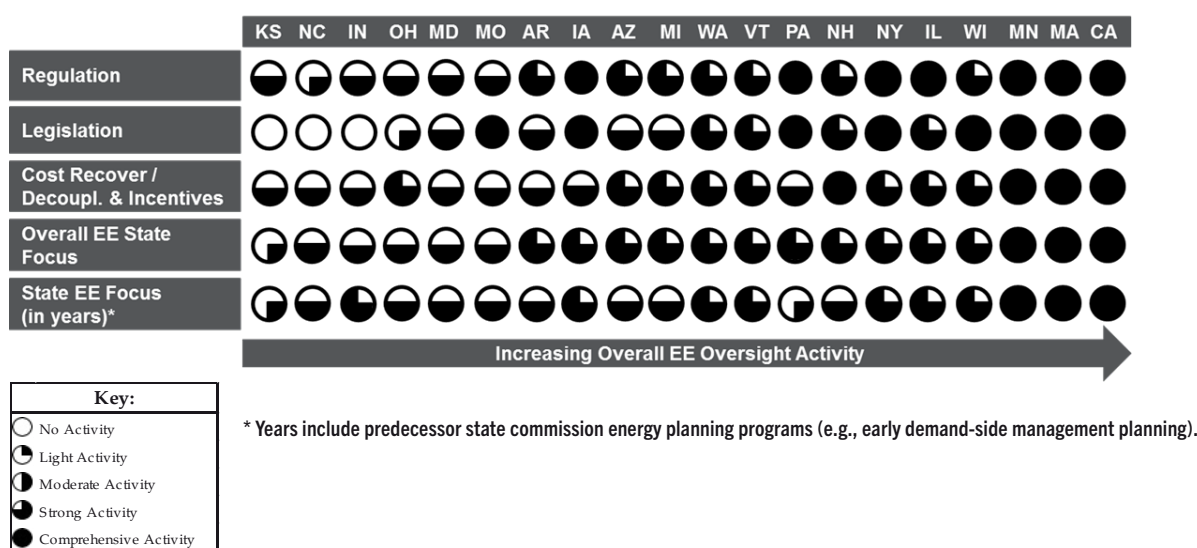 KS NC IN OH MD MO AR IA AZ MI WA VT PA NH NY IL WI MN MA CA
Regulation
Legislation
Cost Recover /
Decoupl. & Incentives
Overall EE State
Focus
State EE Focus
(in years)*
Increasing Overall EE Oversight Activity
Key:
No Activity
Light Activity
Moderate Activity
Strong Activity
Comprehensive Activity
* Years include predecessor state commission energy planning programs (e.g., early demand-side management planning).